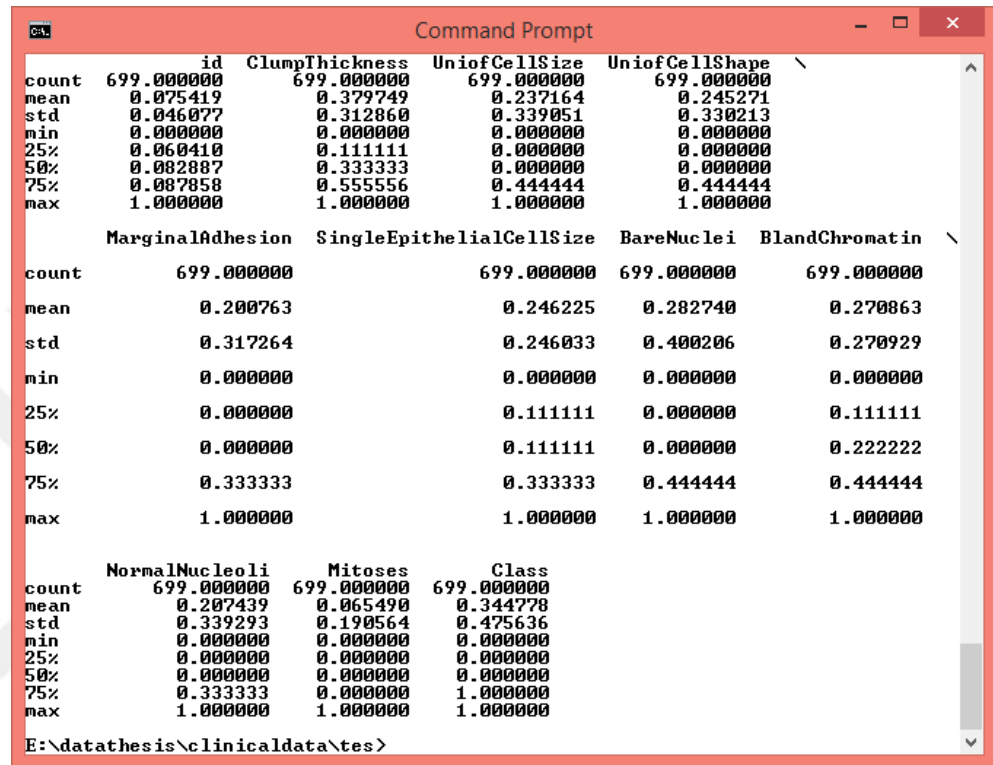 Command Prompt
id ClumpThickness UniofCellSize UniofCellShape \
count 699.000000 699.000000 699.000000 699.000000
mean 0.075419 0.379749 0.237164 0.245271
std 0.046077 0.312860 0.339051 0.330213
min 0.000000 0.000000 0.000000 0.000000
25% 0.060410 0.111111 0.000000 0.000000
50% 0.082887 0.333333 0.000000 0.000000
75% 0.087858 0.555556 0.444444 0.444444
max 1.000000 1.000000 1.000000 1.000000
MarginalAdhesion SingleEpithelialCellSize BareNuclei BlandChromatin \
count 699.000000 699.000000 699.000000 699.000000
mean 0.200763 0.246225 0.282740 0.270863
std 0.317264 0.246033 0.400206 0.270929
min 0.000000 0.000000 0.000000 0.000000
25% 0.000000 0.111111 0.000000 0.111111
50% 0.000000 0.111111 0.000000 0.222222
75% 0.333333 0.333333 0.444444 0.444444
max 1.000000 1.000000 1.000000 1.000000
NormalNucleoli Mitoses Class
count 699.000000 699.000000 699.000000
mean 0.207439 0.065490 0.344778
std 0.339293 0.190564 0.475636
min 0.000000 0.000000 0.000000
25% 0.000000 0.000000 0.000000
50% 0.000000 0.000000 0.000000
75% 0.333333 0.000000 1.000000
max 1.000000 1.000000 1.000000
E:\datathesis\clinicaldata\tes>